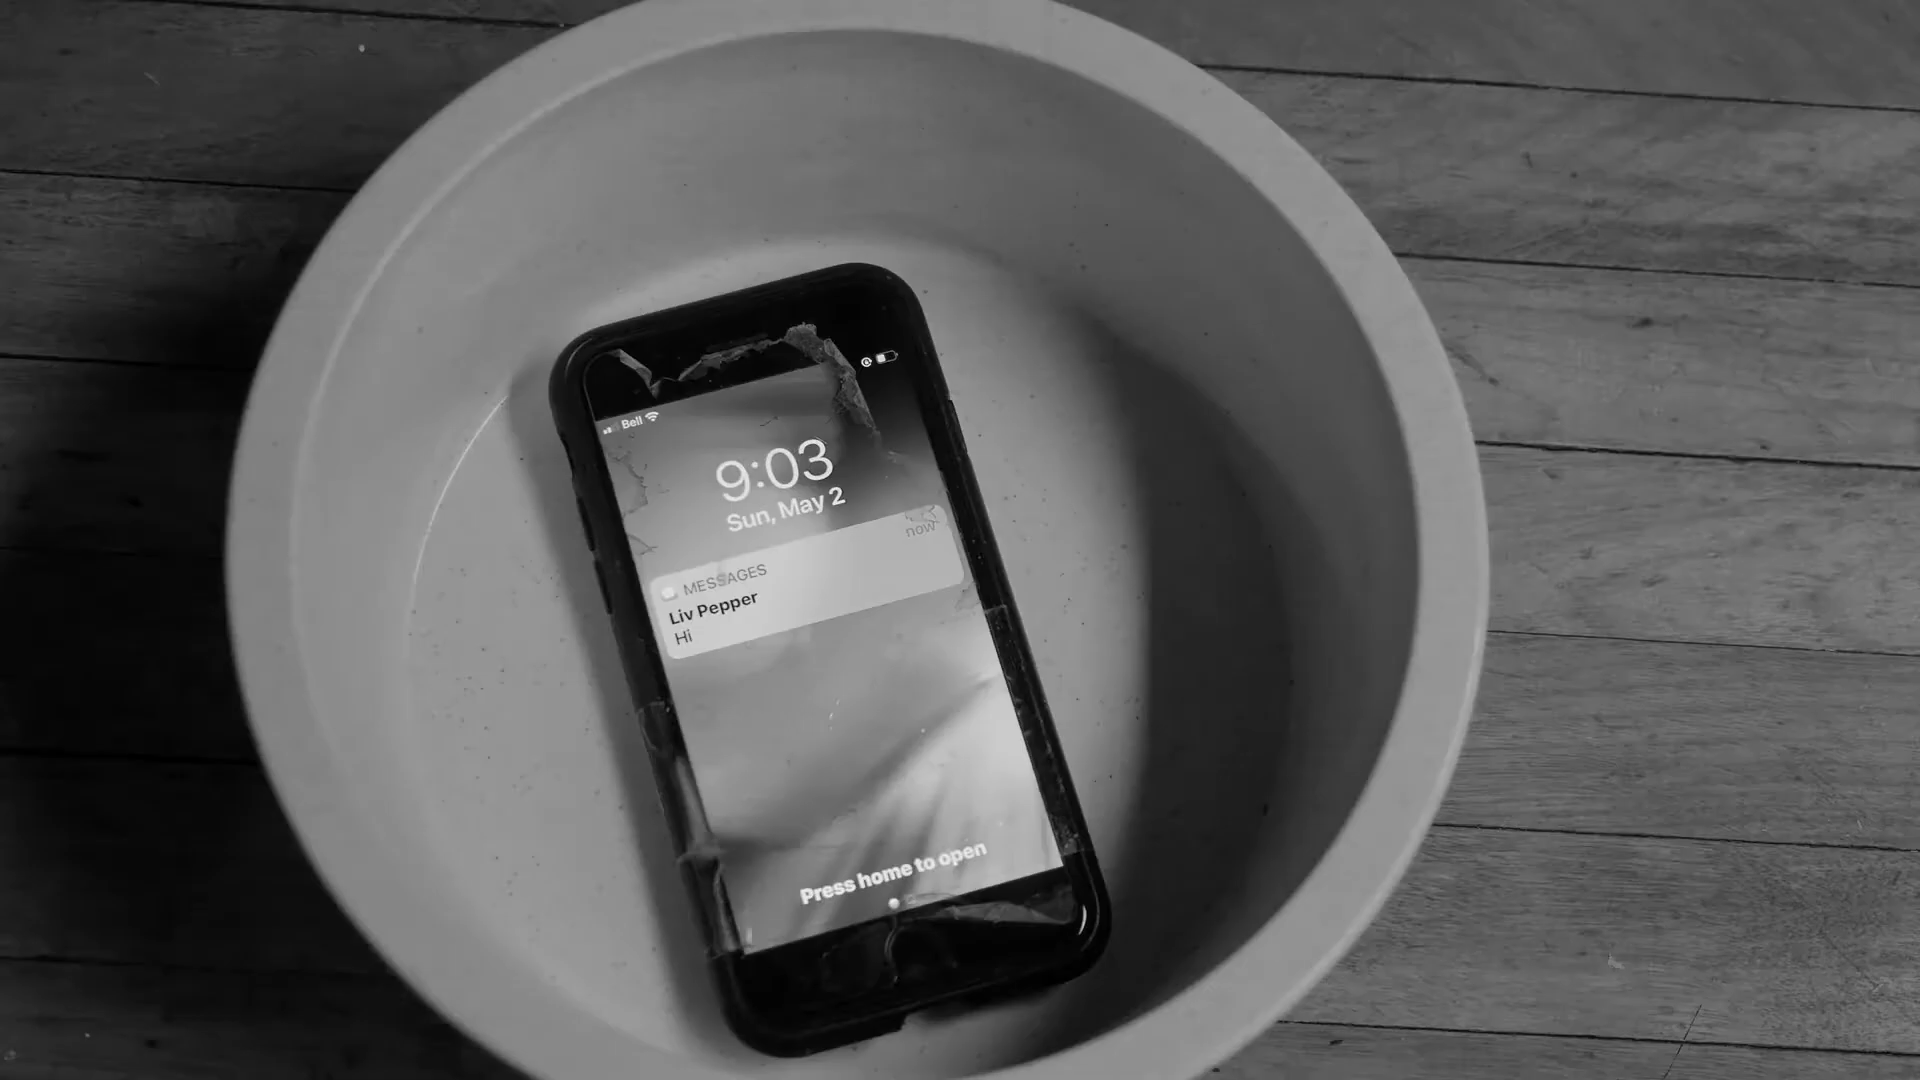 Bell
9:03
Sun, May 2
MESSAGES
now
Liv Pepper
Hi
Press home to open